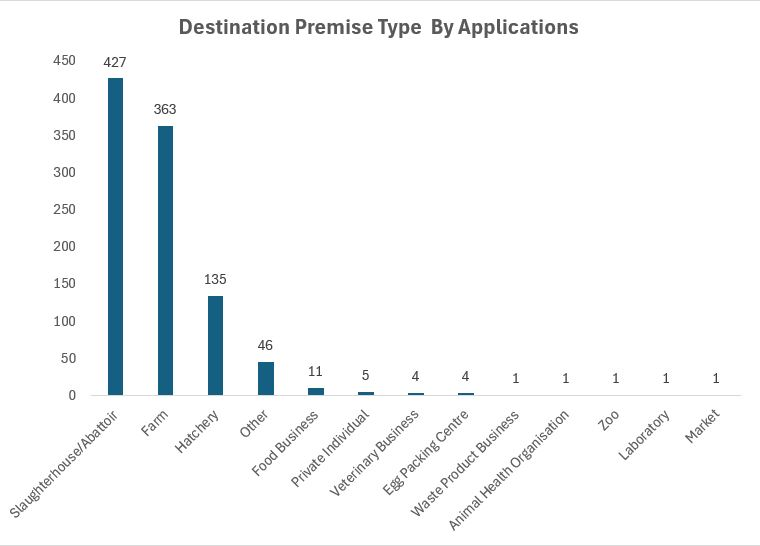 Destination Premise Type  By Applications
450
400
350
300
250
200
150
100
50
0
427
363
135
46
11
5
4
4
1
1
1
1
1
Slaughterhouse/Abattoir
Farm
Hatchery
Other
Food Business
Private Individual
Veterinary Business
Egg Packing Centre
Waste Product Business
Animal Health Organisation
Zoo
Laboratory
Market